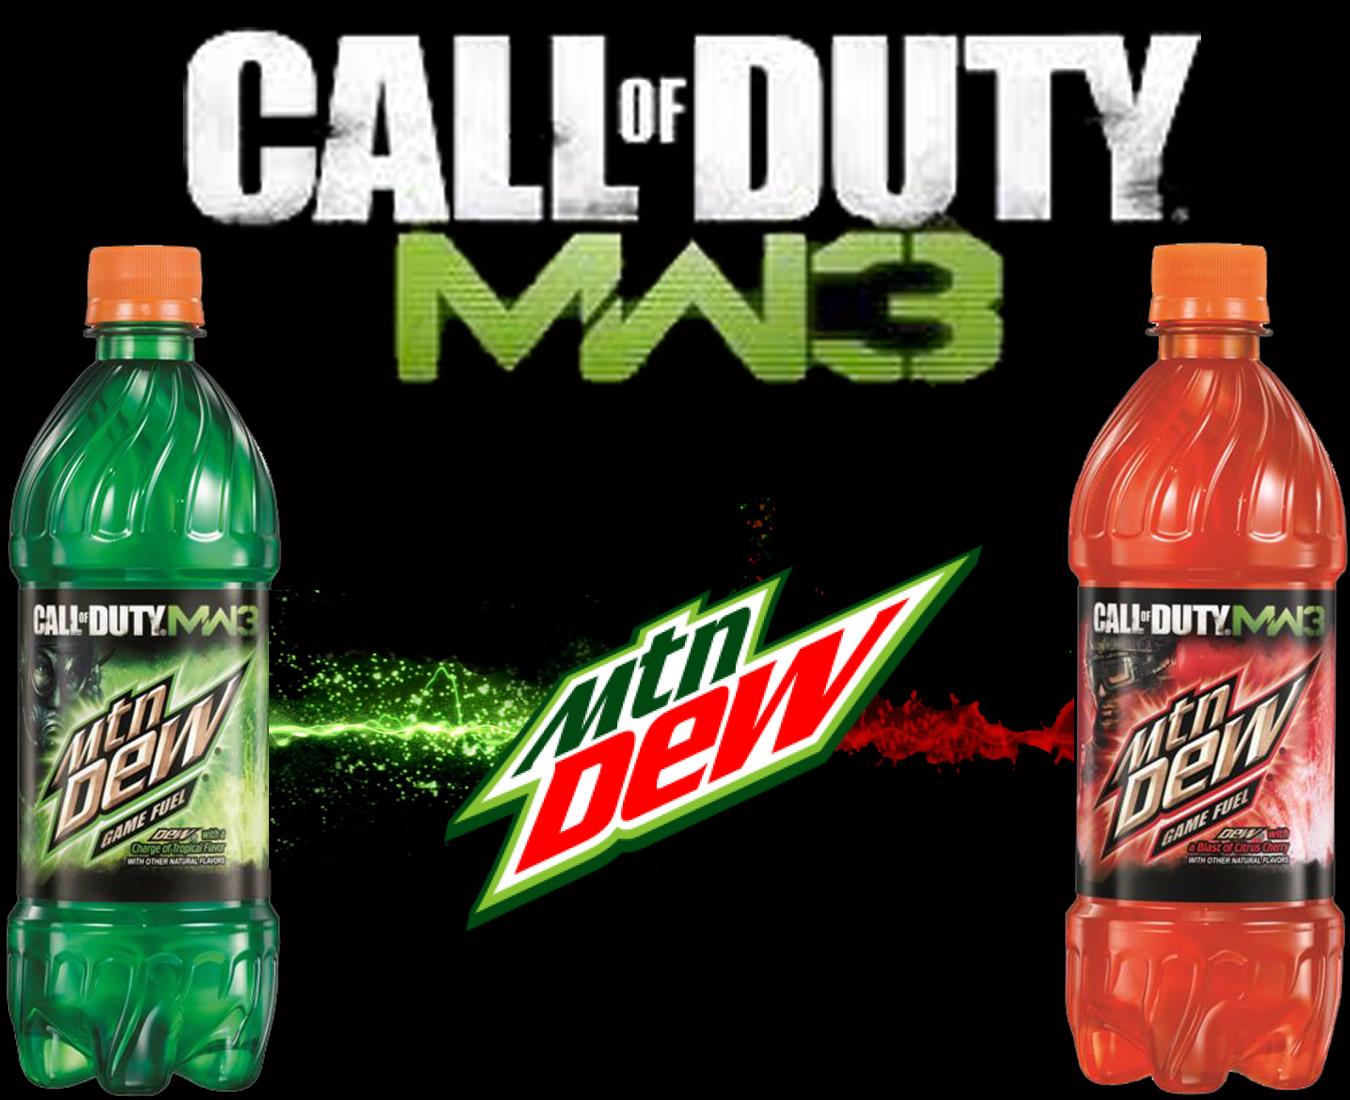 CALL OF DUTY
MW3
CALL OF DUTY MW3
Mtn
Dew
GAME FUEL
Dew with a
Charge of Tropical Flavor
WITH OTHER NATURAL FLAVORS
Mtn
Dew
CALL OF DUTY MW3
Mtn
Dew
GAME FUEL
Dew with
a Blast of Citrus Cherry
WITH OTHER NATURAL FLAVORS